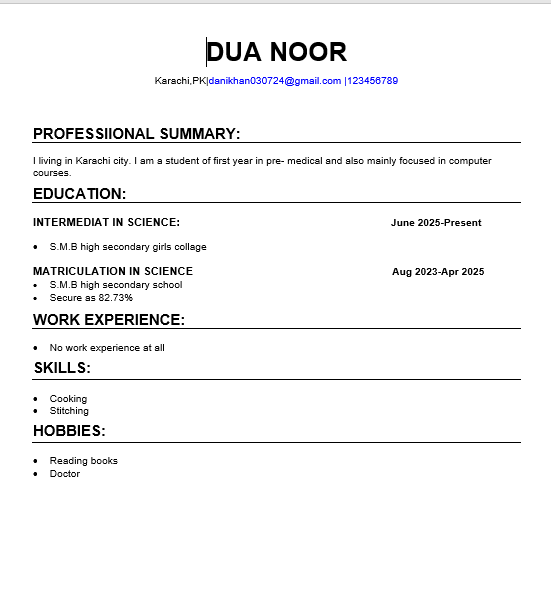 DUA NOOR
Karachi,PK|danikhan030724@gmail.com |123456789
PROFESSIIONAL SUMMARY:
I living in Karachi city. I am a student of first year in pre- medical and also mainly focused in computer
courses.
EDUCATION:
INTERMEDIAT IN SCIENCE: June 2025-Present
• S.M.B high secondary girls collage
MATRICULATION IN SCIENCE Aug 2023-Apr 2025
• S.M.B high secondary school
• Secure as 82.73%
WORK EXPERIENCE:
• No work experience at all
SKILLS:
• Cooking
• Stitching
HOBBIES:
• Reading books
• Doctor